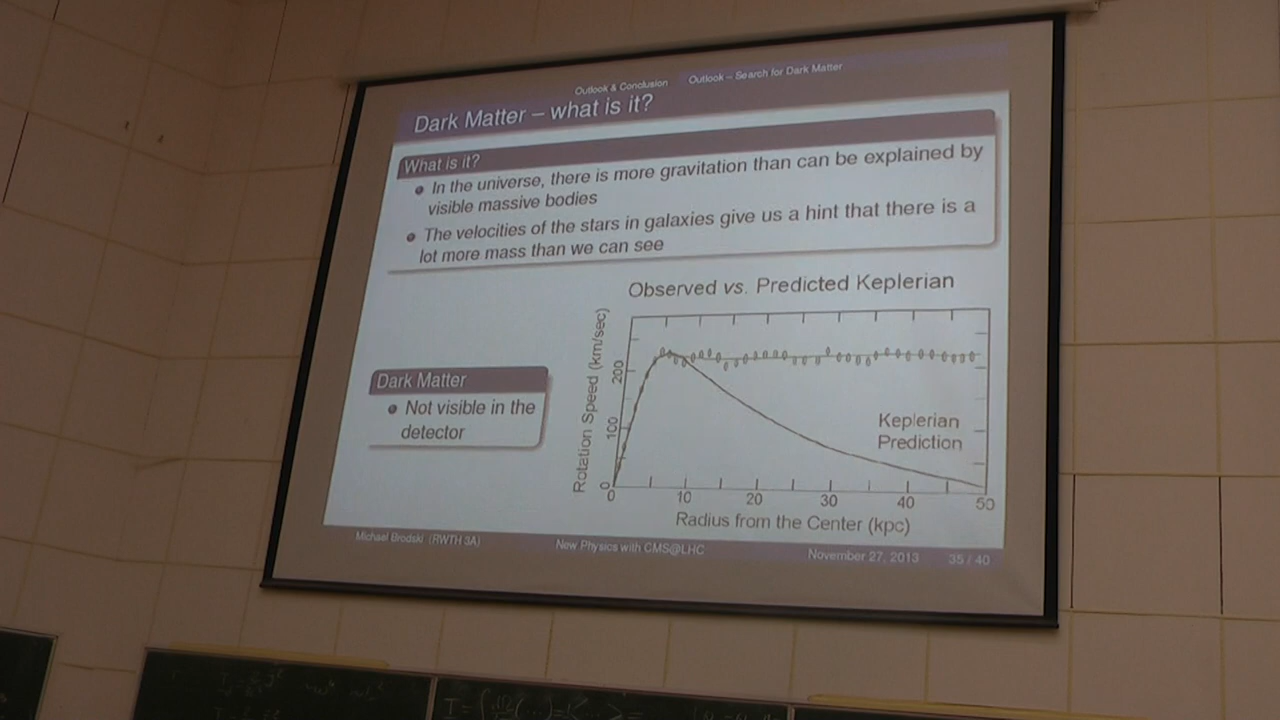 Outlook & Conclusion Outlook – Search for Dark Matter
Dark Matter – what is it?
What is it?
In the universe, there is more gravitation than can be explained by
visible massive bodies
The velocities of the stars in galaxies give us a hint that there is a
lot more mass than we can see
Observed vs. Predicted Keplerian
Dark Matter
Not visible in the
detector
Rotation Speed (km/sec)
200
100
0
Keplerian
Prediction
0 10 20 30 40 50
Radius from the Center (kpc)
Michael Brodski (RWTH 3A) New Physics with CMS@LHC November 27, 2013 35 / 40